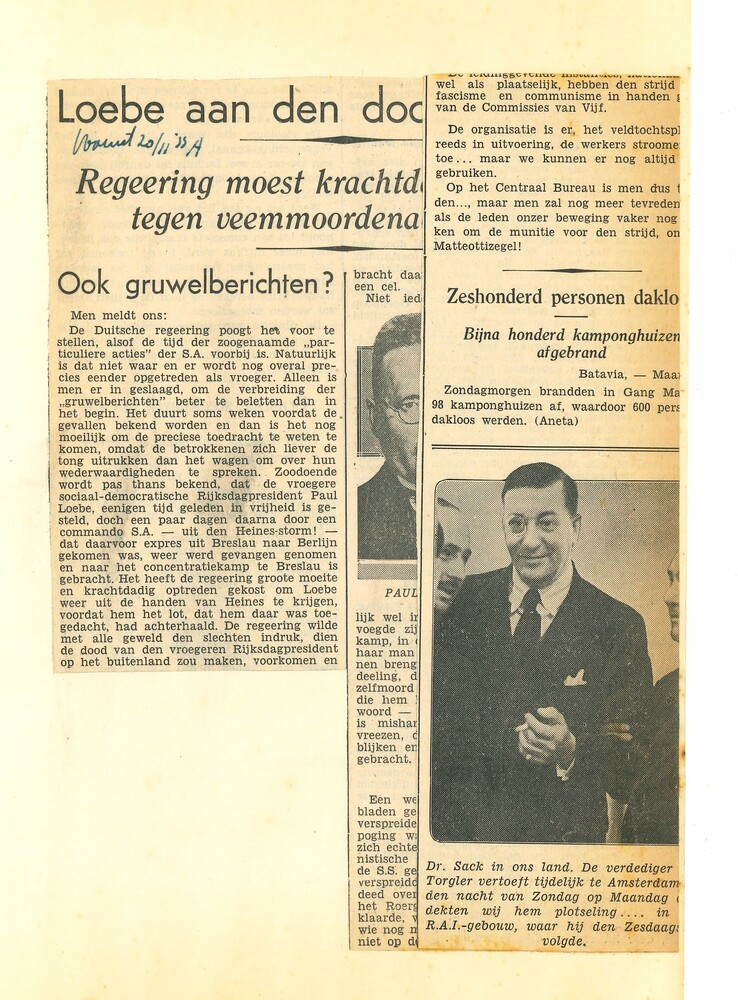 Loebe aan den doo
20/11 '33
Regeering moest krachtd
tegen veemmoordena
Ook gruwelberichten?
Men meldt ons:
De Duitsche regeering poogt het voor te
stellen, alsof de tijd der zoogenaamde „par-
ticuliere acties” der S.A. voorbij is. Natuurlijk
is dat niet waar en er wordt nog overal pre-
cies eender opgetreden als vroeger. Alleen is
men er in geslaagd, om de verbreiding der
„gruwelberichten” beter te beletten dan in
het begin. Het duurt soms weken voordat de
gevallen bekend worden en dan is het nog
moeilijk om de preciese toedracht te weten te
komen, omdat de betrokkenen zich liever de
tong uitrukken dan het wagen om over hun
wederwaardigheden te spreken. Zoodoende
wordt pas thans bekend, dat de vroegere
sociaal-democratische Rijksdagpresident Paul
Loebe, eenigen tijd geleden in vrijheid is ge-
steld, doch een paar dagen daarna door een
commando S.A. — uit den Heines-storm! —
dat daarvoor expres uit Breslau naar Berlijn
gekomen was, weer werd gevangen genomen
en naar het concentratiekamp te Breslau is
gebracht. Het heeft de regeering groote moeite
en krachtdadig optreden gekost om Loebe
weer uit de handen van Heines te krijgen,
voordat hem het lot, dat hem daar was toe-
gedacht, had achterhaald. De regeering wilde
met alle geweld den slechten indruk, dien
de dood van den vroegeren Rijksdagpresident
op het buitenland zou maken, voorkomen en
bracht daa
een cel.
Niet ied
PAUL
lijk wel in
voegde zij
kamp, in
haar man
nen breng
deeling, d
zelfmoord
die hem
woord —
is mishar
vreezen, d
blijken en
gebracht.
Een we
bladen ge
verspreide
poging w
zich echte
nistische
de S.S. ge
verspreid
deed over
het Roerg
klaarde, v
wie nog n
niet op de
De leidinggevende instanties,
wel als plaatselijk, hebben den strijd
fascisme en communisme in handen g
van de Commissies van Vijf.
De organisatie is er, het veldtochtspl
reeds in uitvoering, de werkers stroome
toe... maar we kunnen er nog altijd
gebruiken.
Op het Centraal Bureau is men dus t
den..., maar men zal nog meer tevreden
als de leden onzer beweging vaker nog
ken om de munitie voor den strijd, on
Matteottizegel!
Zeshonderd personen daklo
Bijna honderd kamponghuizen
afgebrand
Batavia, — Maa
Zondagmorgen brandden in Gang Ma
98 kamponghuizen af, waardoor 600 pers
dakloos werden. (Aneta)
Dr. Sack in ons land. De verdediger
Torgler vertoeft tijdelijk te Amsterdam
den nacht van Zondag op Maandag
dekten wij hem plotseling.... in
R.A.I.-gebouw, waar hij den Zesdaags
volgde.